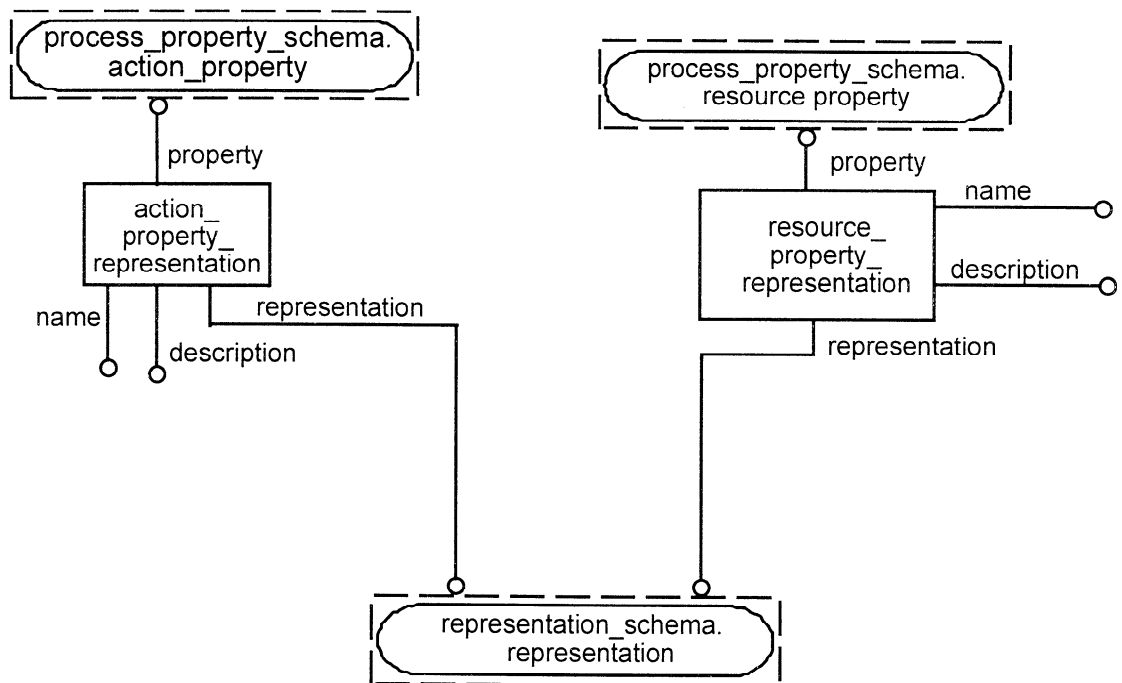 process_property_schema.
action_property
process_property_schema.
resource property
property
property
action_
property_
representation
resource_
property_
representation
name
description
name
description
representation
representation
representation_schema.
representation